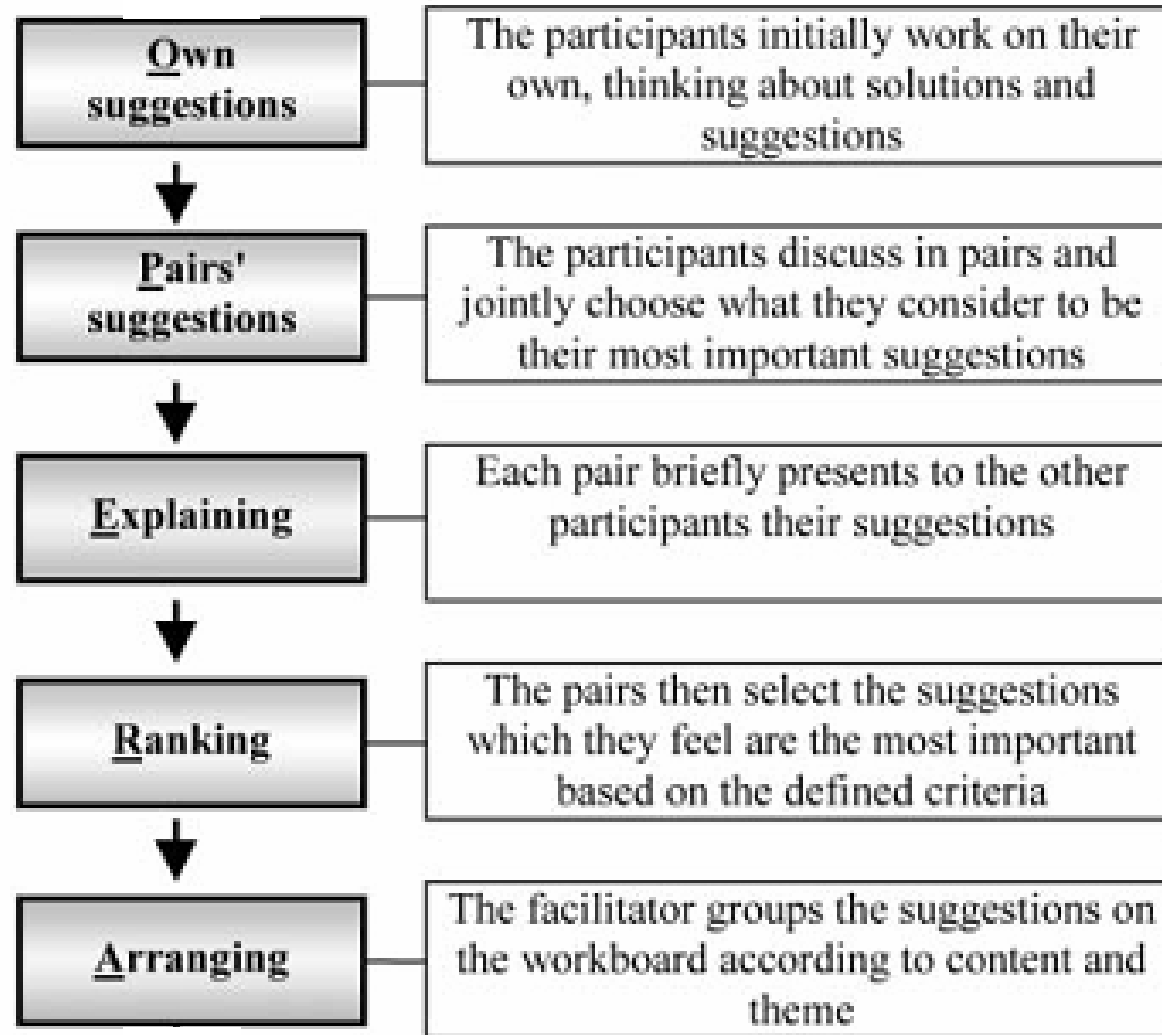 Own
suggestions
The participants initially work on their
own, thinking about solutions and
suggestions
Pairs'
suggestions
The participants discuss in pairs and
jointly choose what they consider to be
their most important suggestions
Explaining
Each pair briefly presents to the other
participants their suggestions
Ranking
The pairs then select the suggestions
which they feel are the most important
based on the defined criteria
Arranging
The facilitator groups the suggestions on
the workboard according to content and
theme